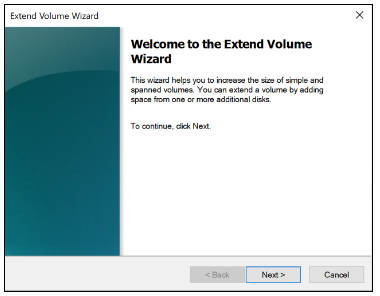 Extend Volume Wizard
Welcome to the Extend Volume
Wizard
This wizard helps you to increase the size of simple and
spanned volumes. You can extend a volume by adding
space from one or more additional disks.
To continue, click Next.
< Back
Next >
Cancel